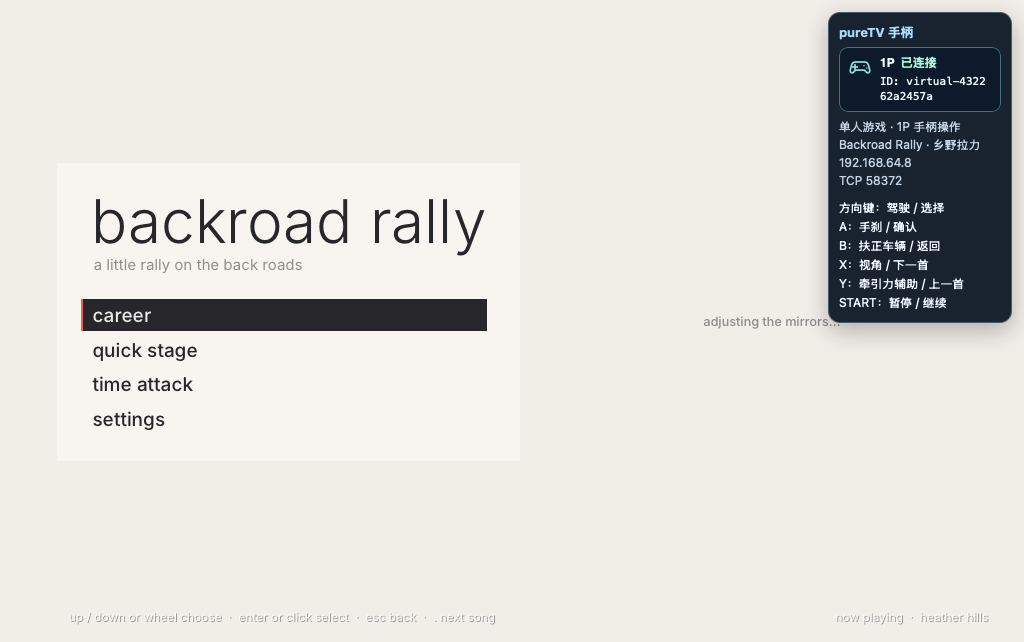 backroad rally
a little rally on the back roads
career
quick stage
time attack
settings
adjusting the mirrors...
pureTV 手柄
1P 已连接
ID: virtual-4322
62a2457a
单人游戏 · 1P 手柄操作
Backroad Rally · 乡野拉力
192.168.64.8
TCP 58372
方向键: 驾驶 / 选择
A: 手刹 / 确认
B: 扶正车辆 / 返回
X: 视角 / 下一首
Y: 牵引力辅助 / 上一首
START: 暂停 / 继续
up / down or wheel choose · enter or click select · esc back · . next song
now playing · heather hills